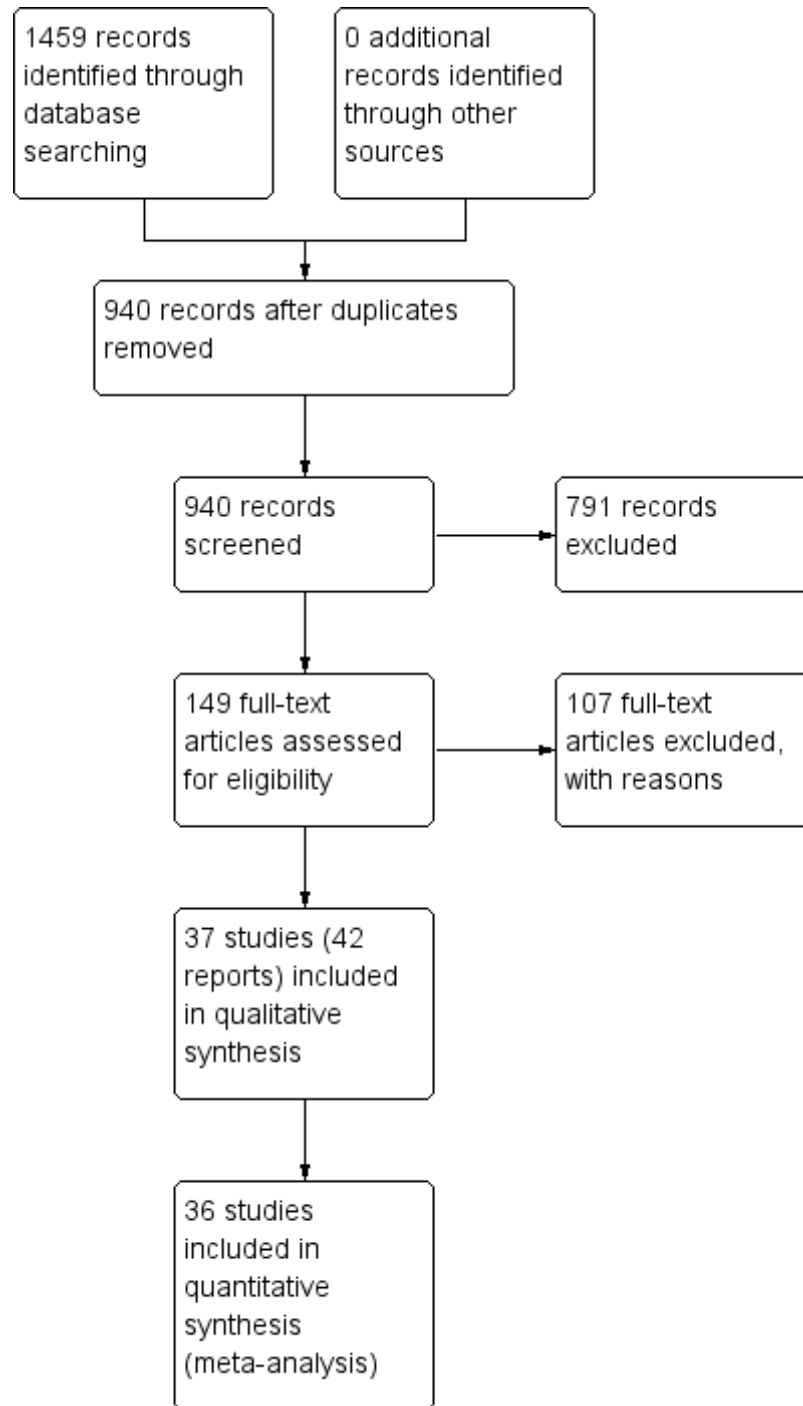 1459 records
identified through
database
searching
0 additional
records identified
through other
sources
940 records after duplicates
removed
940 records
screened
791 records
excluded
149 full-text
articles assessed
for eligibility
107 full-text
articles excluded,
with reasons
37 studies (42
reports) included
in qualitative
synthesis
36 studies
included in
quantitative
synthesis
(meta-analysis)